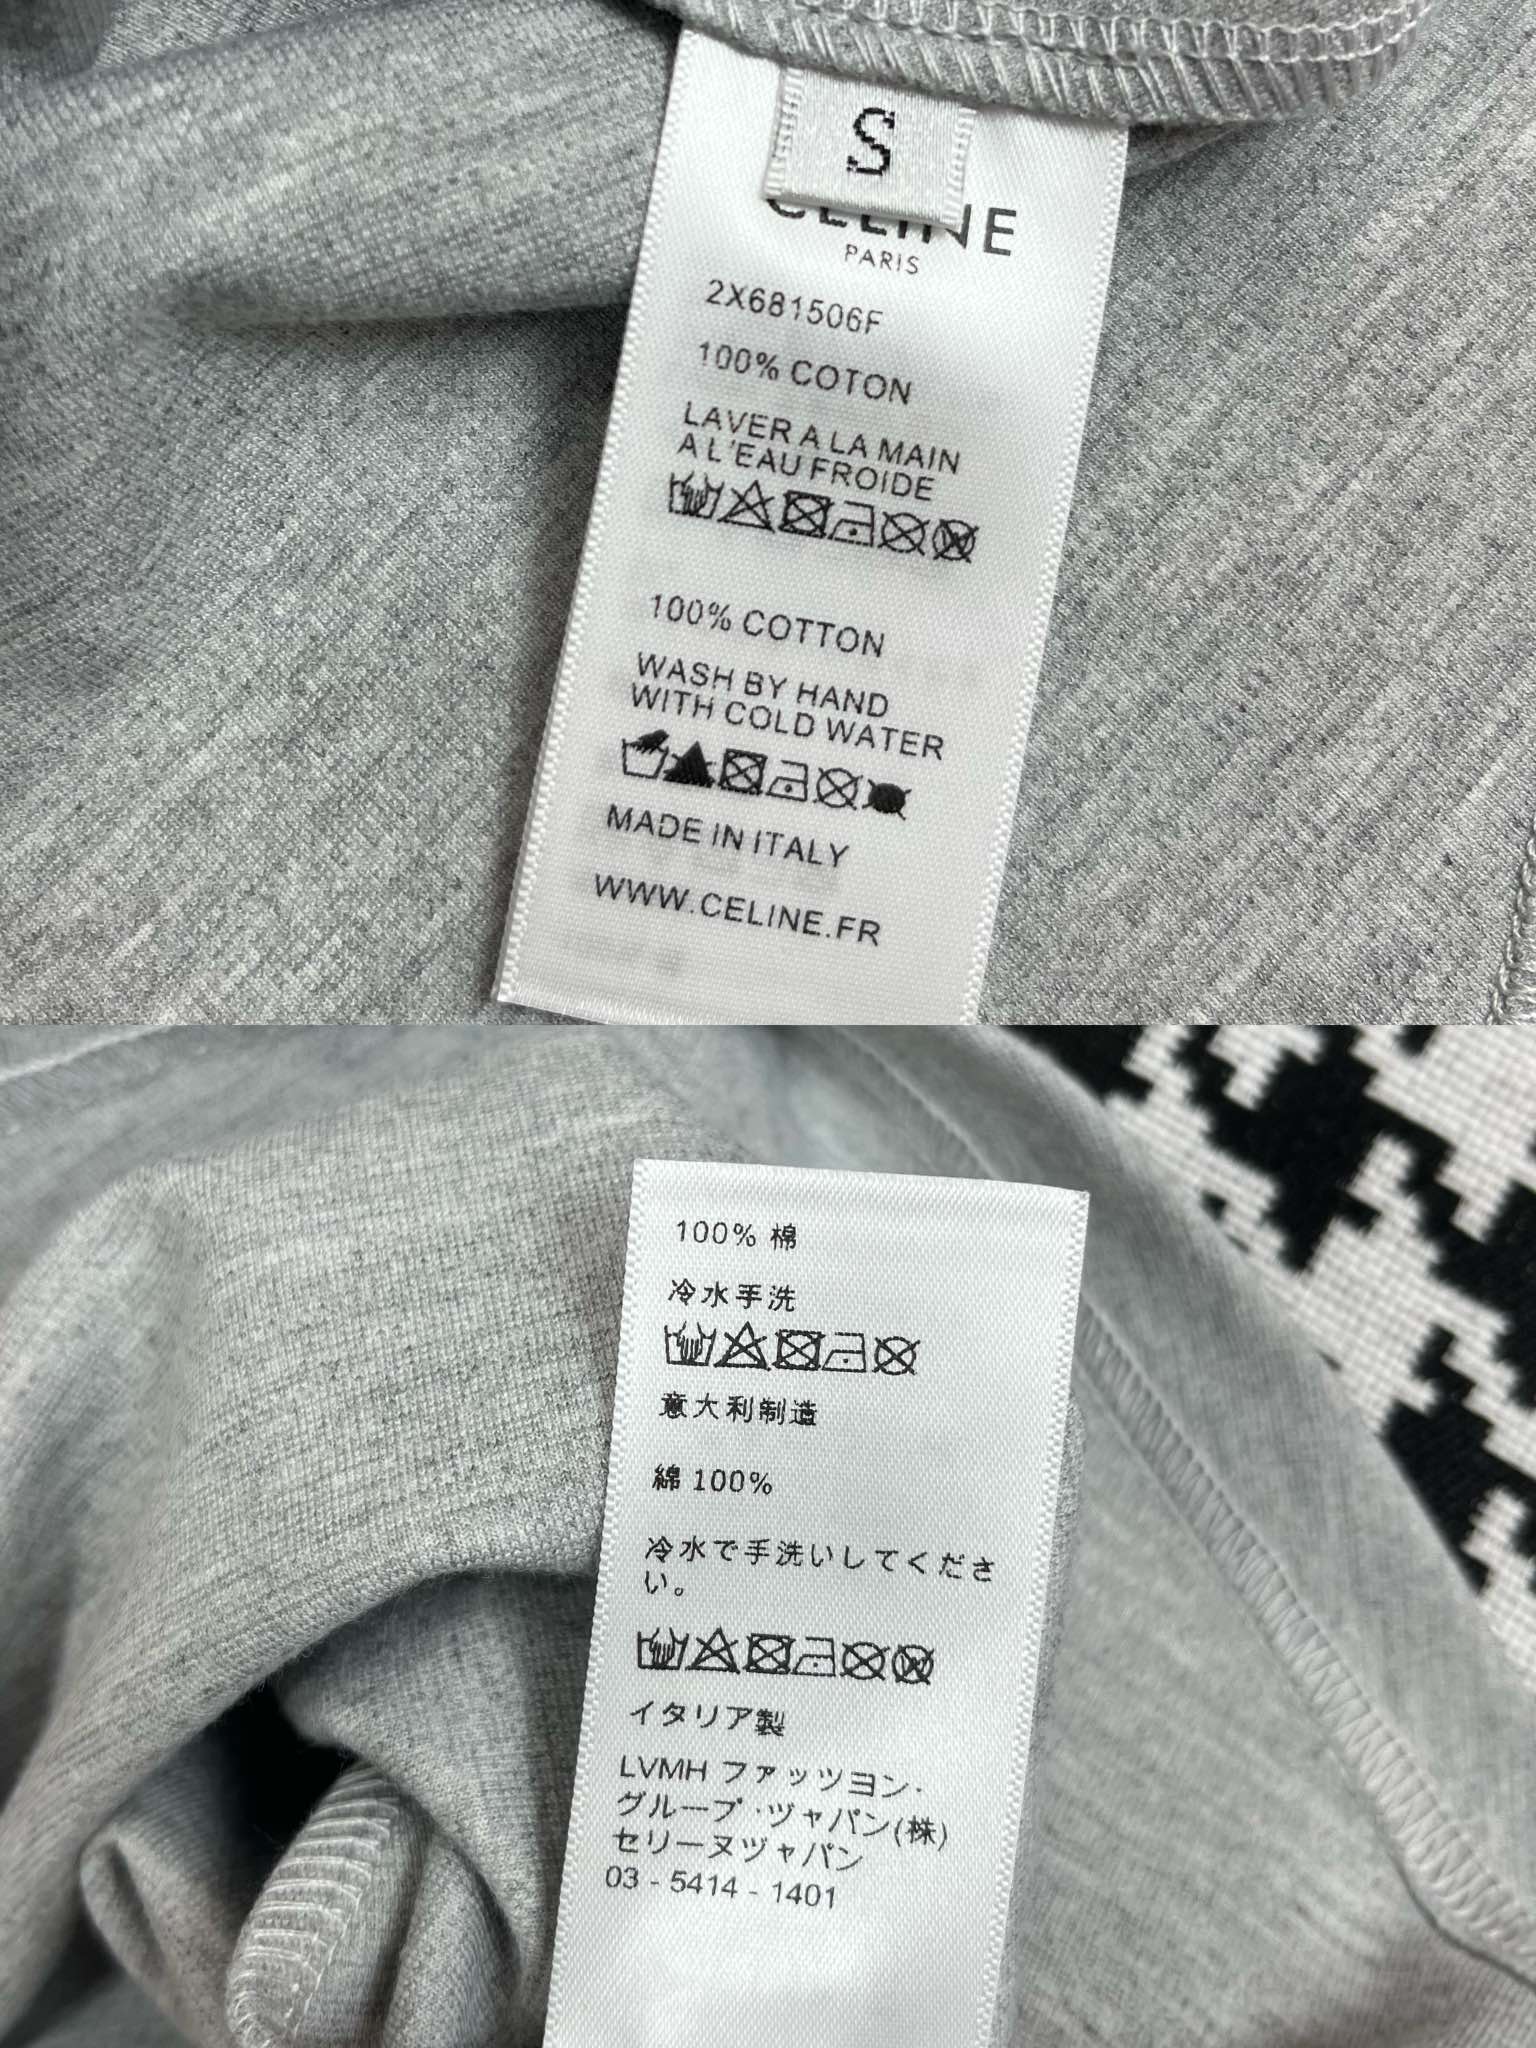 S
CELINE
PARIS
2X681506F
100% COTON
LAVER A LA MAIN
A L'EAU FROIDE
100% COTTON
WASH BY HAND
WITH COLD WATER
MADE IN ITALY
WWW.CELINE.FR
100% 棉
冷水手洗
意大利制造
綿 100%
冷水で手洗いしてくださ
い。
イタリア製
LVMH ファッツヨン·
グループ·ヅャパン(株)
セリーヌヅャパン
03 - 5414 - 1401